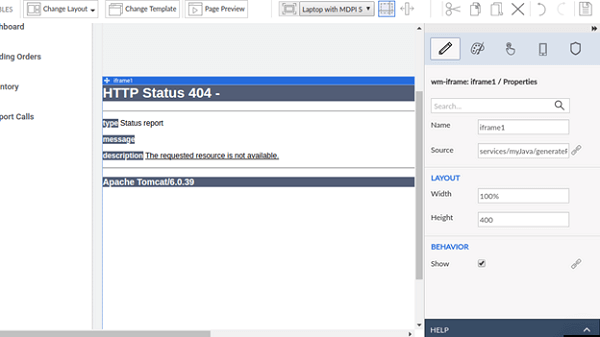 ILES
Change Layout
Change Template
Page Preview
Laptop with MDPI S
hboard
ding Orders
ntory
port Calls
iframe1
HTTP Status 404 -
type Status report
message
description The requested resource is not available.
Apache Tomcat/6.0.39
wm-iframe: iframe1 / Properties
Search...
Name iframe1
Source services/myJava/generateF
LAYOUT
Width 100%
Height 400
BEHAVIOR
Show
HELP